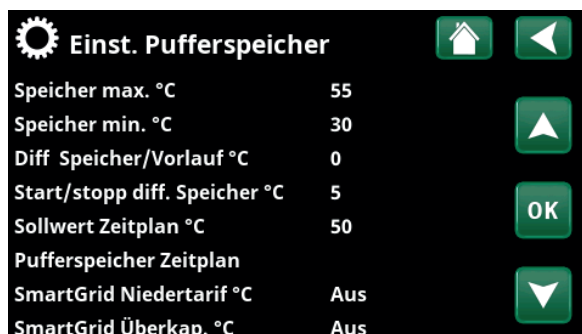 Einst. Pufferspeicher
Speicher max. °C 55
Speicher min. °C 30
Diff Speicher/Vorlauf °C 0
Start/stopp diff. Speicher °C 5
Sollwert Zeitplan °C 50
OK
Pufferspeicher Zeitplan
SmartGrid Niedertarif °C Aus
SmartGrid Überkap. °C Aus